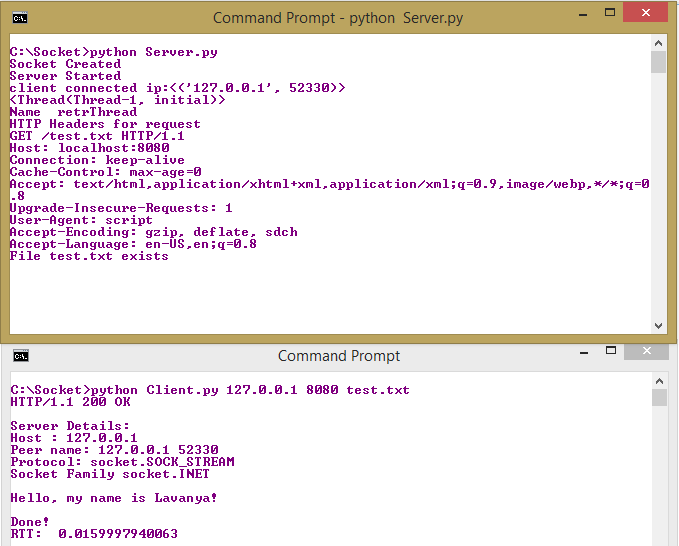 Command Prompt - python  Server.py
C:\Socket>python Server.py
Socket Created
Server Started
client connected ip:<('127.0.0.1', 52330)>
<Thread(Thread-1, initial)>
Name  retrThread
HTTP Headers for request
GET /test.txt HTTP/1.1
Host: localhost:8080
Connection: keep-alive
Cache-Control: max-age=0
Accept: text/html,application/xhtml+xml,application/xml;q=0.9,image/webp,*/*;q=0
.8
Upgrade-Insecure-Requests: 1
User-Agent: script
Accept-Encoding: gzip, deflate, sdch
Accept-Language: en-US,en;q=0.8
File test.txt exists
Command Prompt
C:\Socket>python Client.py 127.0.0.1 8080 test.txt
HTTP/1.1 200 OK
Server Details:
Host : 127.0.0.1
Peer name: 127.0.0.1 52330
Protocol: socket.SOCK_STREAM
Socket Family socket.INET
Hello, my name is Lavanya!
Done!
RTT:  0.0159997940063